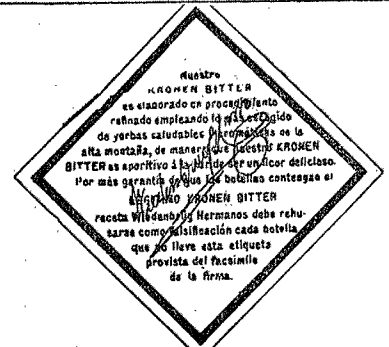 Nuestro
KRONEN BITTER
es elaborado en procedimiento
refinado empleando lo más escogido
de yerbas saludables y aromáticas de la
alta montaña, de manera que nuestro KRONEN
BITTER es aperitivo á la par de ser un licor delicioso.
Por más garantía de que las botellas contengan el
LEGITIMO KRONEN BITTER
receta Hermanos debe rehu-
sarse como falsificación cada botella
que no lleve esta etiqueta
provista del facsimile
de la firma.